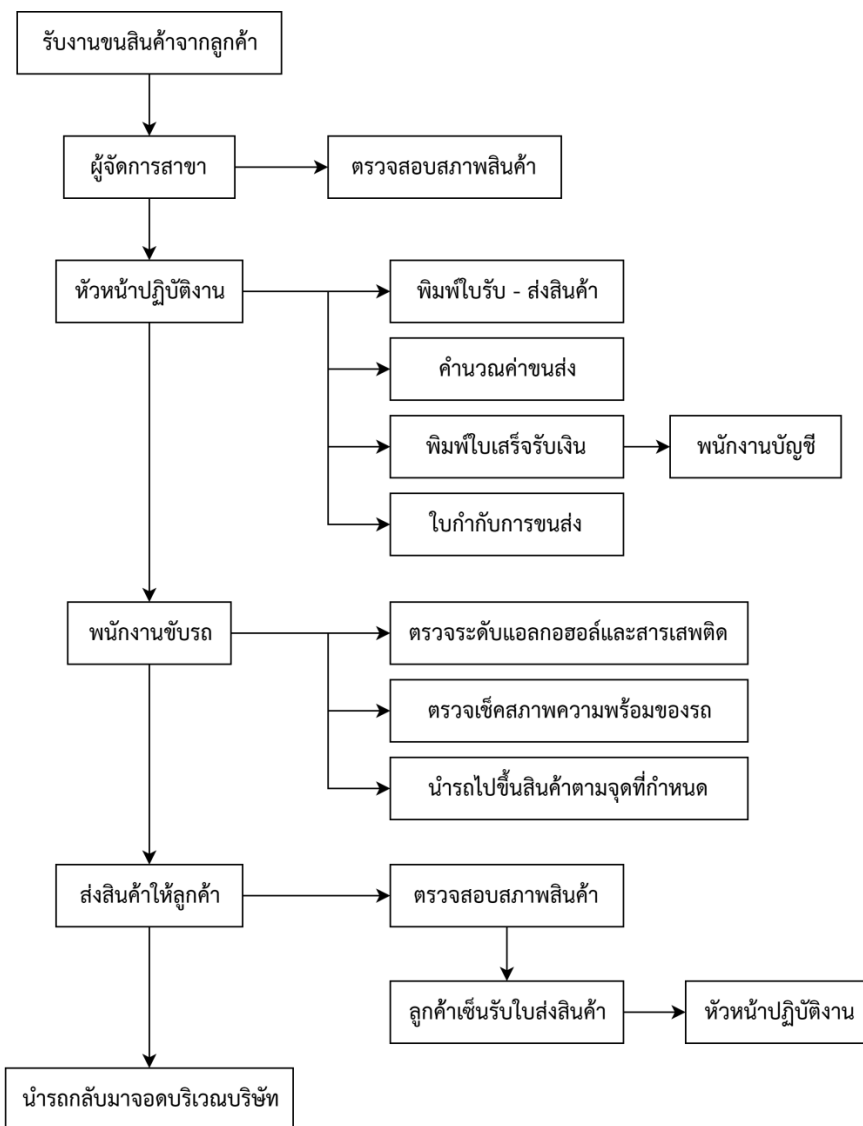 รับงานขนสินค้าจากลูกค้า
ผู้จัดการสาขา
ตรวจสอบสภาพสินค้า
หัวหน้าปฏิบัติงาน
พิมพ์ใบรับ - ส่งสินค้า
คำนวณค่าขนส่ง
พิมพ์ใบเสร็จรับเงิน
พนักงานบัญชี
ใบกำกับการขนส่ง
พนักงานขับรถ
ตรวจระดับแอลกอฮอล์และสารเสพติด
ตรวจเช็คสภาพความพร้อมของรถ
นำรถไปขึ้นสินค้าตามจุดที่กำหนด
ส่งสินค้าให้ลูกค้า
ตรวจสอบสภาพสินค้า
ลูกค้าเซ็นรับใบส่งสินค้า
หัวหน้าปฏิบัติงาน
นำรถกลับมาจอดบริเวณบริษัท